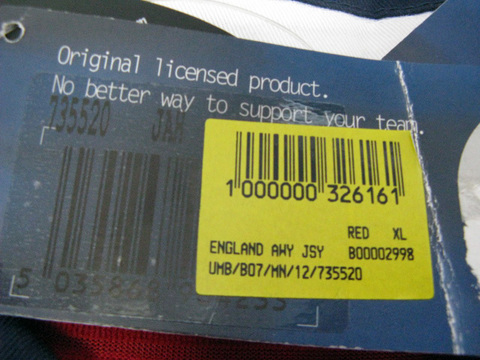 Original licensed product.
No better way to support your team.
735520 JAM
1 000000 326161
RED XL
ENGLAND AWY JSY B00002998
UMB/B07/MN/12/735520